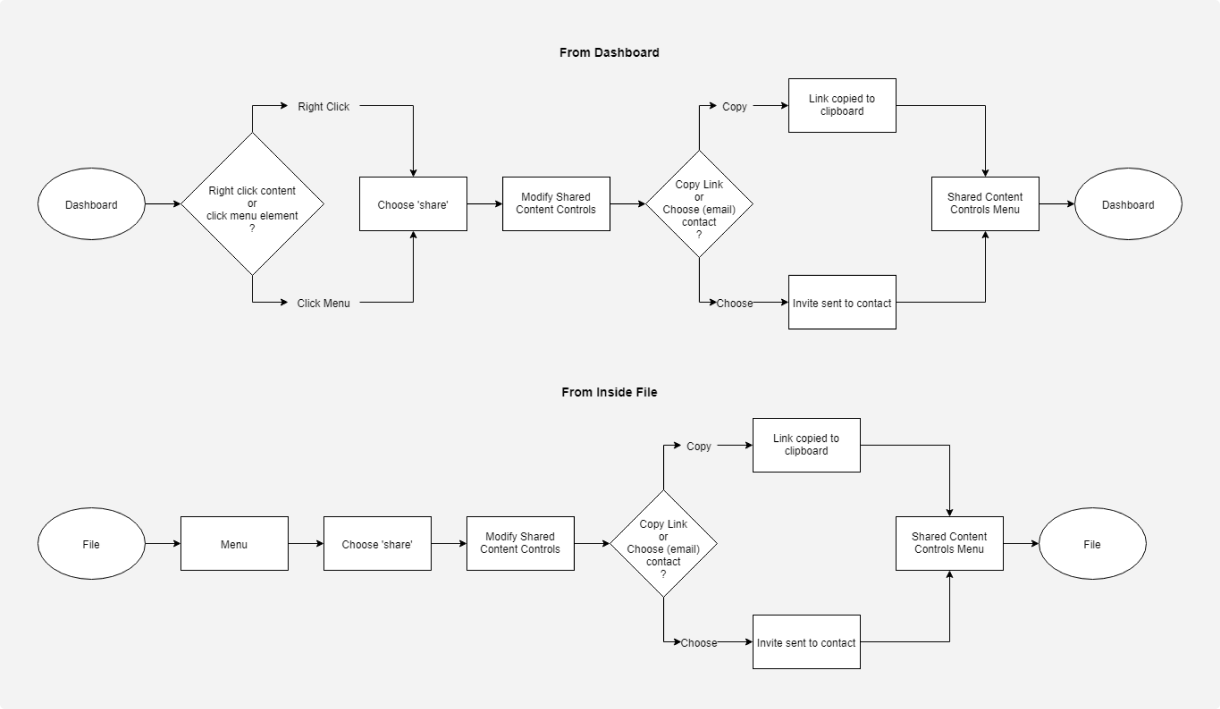 From Dashboard
Right Click
Copy
Link copied to
clipboard
Dashboard
Right click content
or
click menu element
?
Choose 'share'
Modify Shared
Content Controls
Copy Link
or
Choose (email)
contact
?
Shared Content
Controls Menu
Dashboard
Click Menu
Choose
Invite sent to contact
From Inside File
Copy
Link copied to
clipboard
File
Menu
Choose 'share'
Modify Shared
Content Controls
Copy Link
or
Choose (email)
contact
?
Shared Content
Controls Menu
File
Choose
Invite sent to contact